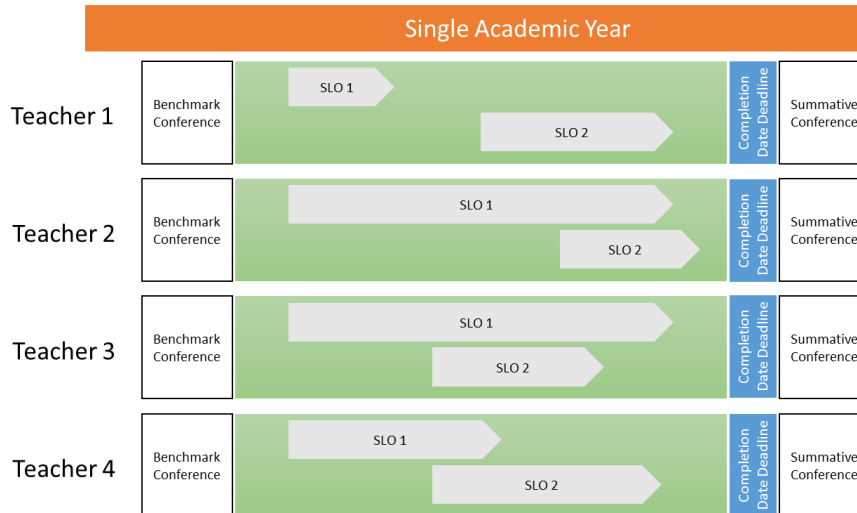 Single Academic Year
Teacher 1
Benchmark
Conference
SLO 1
SLO 2
Completion
Date Deadline
Summative
Conference
Teacher 2
Benchmark
Conference
SLO 1
SLO 2
Completion
Date Deadline
Summative
Conference
Teacher 3
Benchmark
Conference
SLO 1
SLO 2
Completion
Date Deadline
Summative
Conference
Teacher 4
Benchmark
Conference
SLO 1
SLO 2
Completion
Date Deadline
Summative
Conference